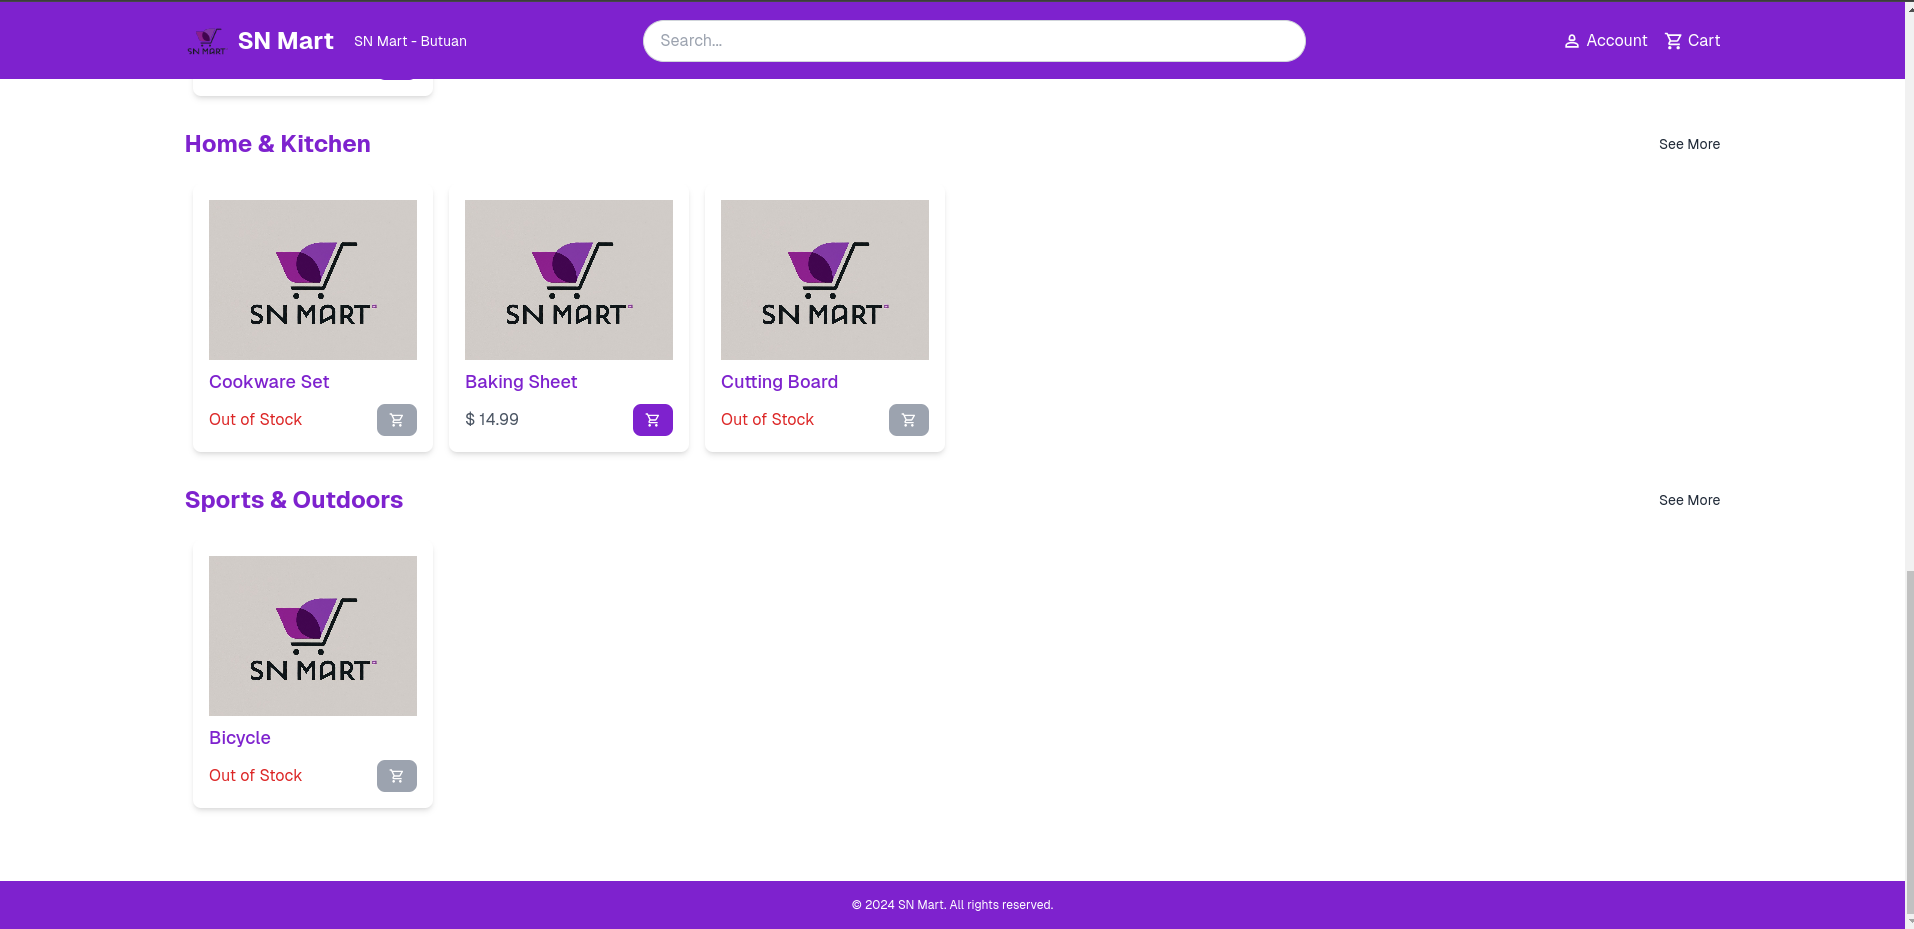 SN MART
SN Mart
SN Mart - Butuan
Search...
Account
Cart
Home & Kitchen
See More
SN MART
SN MART
SN MART
Cookware Set
Baking Sheet
Cutting Board
Out of Stock
$ 14.99
Out of Stock
Sports & Outdoors
See More
SN MART
Bicycle
Out of Stock
© 2024 SN Mart. All rights reserved.